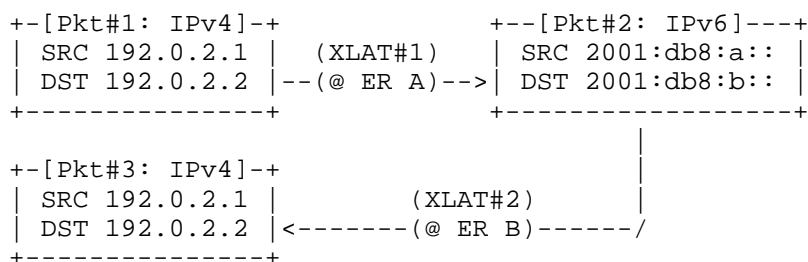 +-[Pkt#1: IPv4]-+ +--[Pkt#2: IPv6]---+
| SRC 192.0.2.1 | (XLAT#1) | SRC 2001:db8:a:: |
| DST 192.0.2.2 |--(@ ER A)-->| DST 2001:db8:b:: |
+---------------+ +------------------+
|
+-[Pkt#3: IPv4]-+ |
| SRC 192.0.2.1 | (XLAT#2) |
| DST 192.0.2.2 |<-------(@ ER B)------/
+---------------+